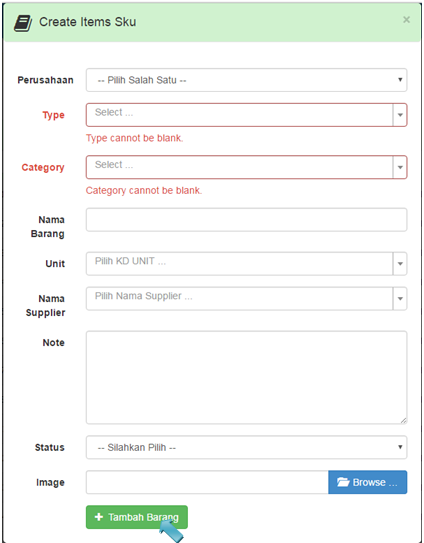 Create Items Sku
×
Perusahaan
-- Pilih Salah Satu --
Type
Select ...
Type cannot be blank.
Category
Select ...
Category cannot be blank.
Nama
Barang
Unit
Pilih KD UNIT ...
Nama
Supplier
Pilih Nama Supplier ...
Note
Status
-- Silahkan Pilih --
Image
Browse ...
+ Tambah Barang